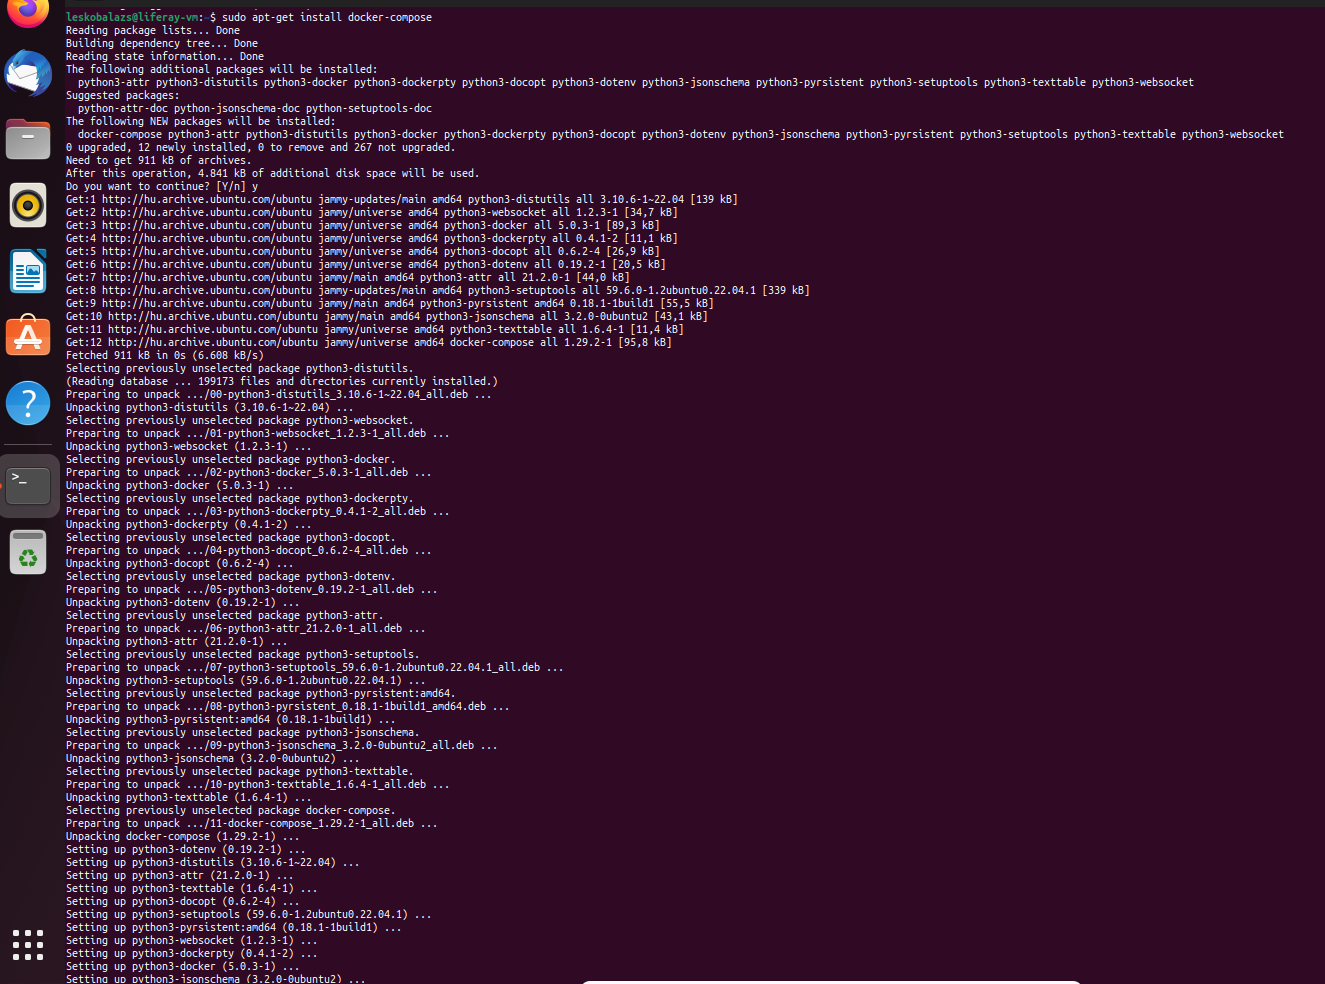 leskobalazs@liferay-vm:~$ sudo apt-get install docker-compose
Reading package lists... Done
Building dependency tree... Done
Reading state information... Done
The following additional packages will be installed:
  python3-attr python3-distutils python3-docker python3-dockerpty python3-docopt python3-dotenv python3-jsonschema python3-pyrsistent python3-setuptools python3-texttable python3-websocket
Suggested packages:
  python-attr-doc python-jsonschema-doc python-setuptools-doc
The following NEW packages will be installed:
  docker-compose python3-attr python3-distutils python3-docker python3-dockerpty python3-docopt python3-dotenv python3-jsonschema python3-pyrsistent python3-setuptools python3-texttable python3-websocket
0 upgraded, 12 newly installed, 0 to remove and 267 not upgraded.
Need to get 911 kB of archives.
After this operation, 4.841 kB of additional disk space will be used.
Do you want to continue? [Y/n] y
Get:1 http://hu.archive.ubuntu.com/ubuntu jammy-updates/main amd64 python3-distutils all 3.10.6-1~22.04 [139 kB]
Get:2 http://hu.archive.ubuntu.com/ubuntu jammy/universe amd64 python3-websocket all 1.2.3-1 [34,7 kB]
Get:3 http://hu.archive.ubuntu.com/ubuntu jammy/universe amd64 python3-docker all 5.0.3-1 [89,3 kB]
Get:4 http://hu.archive.ubuntu.com/ubuntu jammy/universe amd64 python3-dockerpty all 0.4.1-2 [11,1 kB]
Get:5 http://hu.archive.ubuntu.com/ubuntu jammy/universe amd64 python3-docopt all 0.6.2-4 [26,9 kB]
Get:6 http://hu.archive.ubuntu.com/ubuntu jammy/universe amd64 python3-dotenv all 0.19.2-1 [20,5 kB]
Get:7 http://hu.archive.ubuntu.com/ubuntu jammy/main amd64 python3-attr all 21.2.0-1 [44,0 kB]
Get:8 http://hu.archive.ubuntu.com/ubuntu jammy-updates/main amd64 python3-setuptools all 59.6.0-1.2ubuntu0.22.04.1 [339 kB]
Get:9 http://hu.archive.ubuntu.com/ubuntu jammy/main amd64 python3-pyrsistent amd64 0.18.1-1build1 [55,5 kB]
Get:10 http://hu.archive.ubuntu.com/ubuntu jammy/main amd64 python3-jsonschema all 3.2.0-0ubuntu2 [43,1 kB]
Get:11 http://hu.archive.ubuntu.com/ubuntu jammy/universe amd64 python3-texttable all 1.6.4-1 [11,4 kB]
Get:12 http://hu.archive.ubuntu.com/ubuntu jammy/universe amd64 docker-compose all 1.29.2-1 [95,8 kB]
Fetched 911 kB in 0s (6.608 kB/s)
Selecting previously unselected package python3-distutils.
(Reading database ... 199173 files and directories currently installed.)
Preparing to unpack .../00-python3-distutils_3.10.6-1~22.04_all.deb ...
Unpacking python3-distutils (3.10.6-1~22.04) ...
Selecting previously unselected package python3-websocket.
Preparing to unpack .../01-python3-websocket_1.2.3-1_all.deb ...
Unpacking python3-websocket (1.2.3-1) ...
Selecting previously unselected package python3-docker.
Preparing to unpack .../02-python3-docker_5.0.3-1_all.deb ...
Unpacking python3-docker (5.0.3-1) ...
Selecting previously unselected package python3-dockerpty.
Preparing to unpack .../03-python3-dockerpty_0.4.1-2_all.deb ...
Unpacking python3-dockerpty (0.4.1-2) ...
Selecting previously unselected package python3-docopt.
Preparing to unpack .../04-python3-docopt_0.6.2-4_all.deb ...
Unpacking python3-docopt (0.6.2-4) ...
Selecting previously unselected package python3-dotenv.
Preparing to unpack .../05-python3-dotenv_0.19.2-1_all.deb ...
Unpacking python3-dotenv (0.19.2-1) ...
Selecting previously unselected package python3-attr.
Preparing to unpack .../06-python3-attr_21.2.0-1_all.deb ...
Unpacking python3-attr (21.2.0-1) ...
Selecting previously unselected package python3-setuptools.
Preparing to unpack .../07-python3-setuptools_59.6.0-1.2ubuntu0.22.04.1_all.deb ...
Unpacking python3-setuptools (59.6.0-1.2ubuntu0.22.04.1) ...
Selecting previously unselected package python3-pyrsistent:amd64.
Preparing to unpack .../08-python3-pyrsistent_0.18.1-1build1_amd64.deb ...
Unpacking python3-pyrsistent:amd64 (0.18.1-1build1) ...
Selecting previously unselected package python3-jsonschema.
Preparing to unpack .../09-python3-jsonschema_3.2.0-0ubuntu2_all.deb ...
Unpacking python3-jsonschema (3.2.0-0ubuntu2) ...
Selecting previously unselected package python3-texttable.
Preparing to unpack .../10-python3-texttable_1.6.4-1_all.deb ...
Unpacking python3-texttable (1.6.4-1) ...
Selecting previously unselected package docker-compose.
Preparing to unpack .../11-docker-compose_1.29.2-1_all.deb ...
Unpacking docker-compose (1.29.2-1) ...
Setting up python3-dotenv (0.19.2-1) ...
Setting up python3-distutils (3.10.6-1~22.04) ...
Setting up python3-attr (21.2.0-1) ...
Setting up python3-texttable (1.6.4-1) ...
Setting up python3-docopt (0.6.2-4) ...
Setting up python3-setuptools (59.6.0-1.2ubuntu0.22.04.1) ...
Setting up python3-pyrsistent:amd64 (0.18.1-1build1) ...
Setting up python3-websocket (1.2.3-1) ...
Setting up python3-dockerpty (0.4.1-2) ...
Setting up python3-docker (5.0.3-1) ...
Setting up python3-jsonschema (3.2.0-0ubuntu2) ...